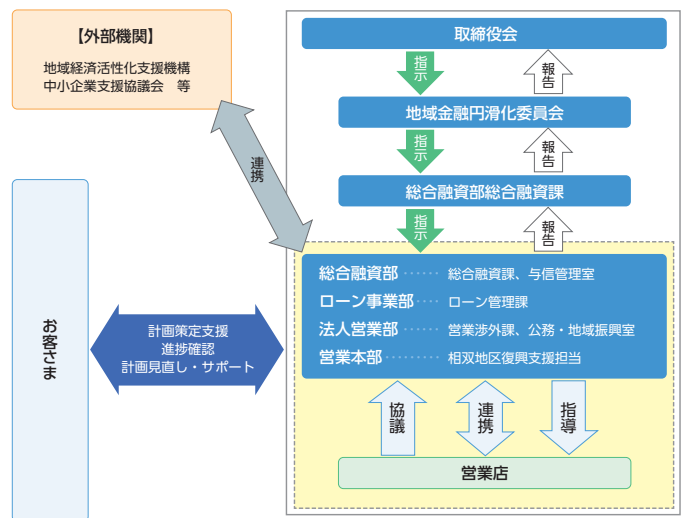 【外部機関】
地域経済活性化支援機構
中小企業支援協議会　等
取締役会
指示
報告
地域金融円滑化委員会
指示
報告
連携
総合融資部総合融資課
指示
報告
総合融資部 ······ 総合融資課、与信管理室
ローン事業部 ···· ローン管理課
法人営業部 ······ 営業渉外課、公務・地域振興室
営業本部 ········ 相双地区復興支援担当
お客さま
計画策定支援
進捗確認
計画見直し・サポート
協議
連携
指導
営業店